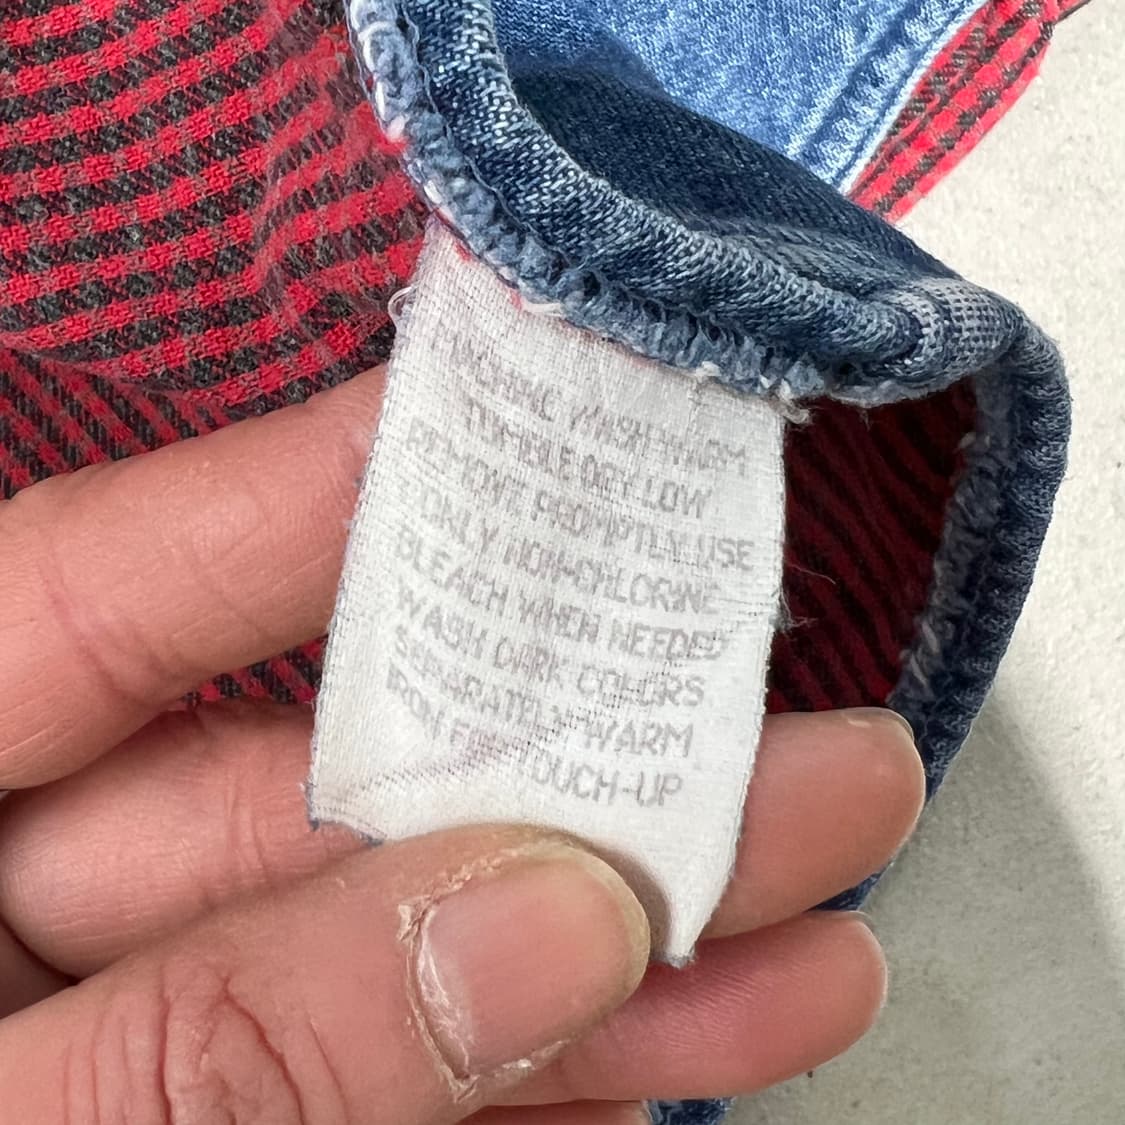 MACHINE WASH WARM
TUMBLE DRY LOW
REMOVE PROMPTLY USE
ONLY NON-CHLORINE
BLEACH WHEN NEEDED
WASH DARK COLORS
SEPARATELY WARM
IRON FOR TOUCH-UP